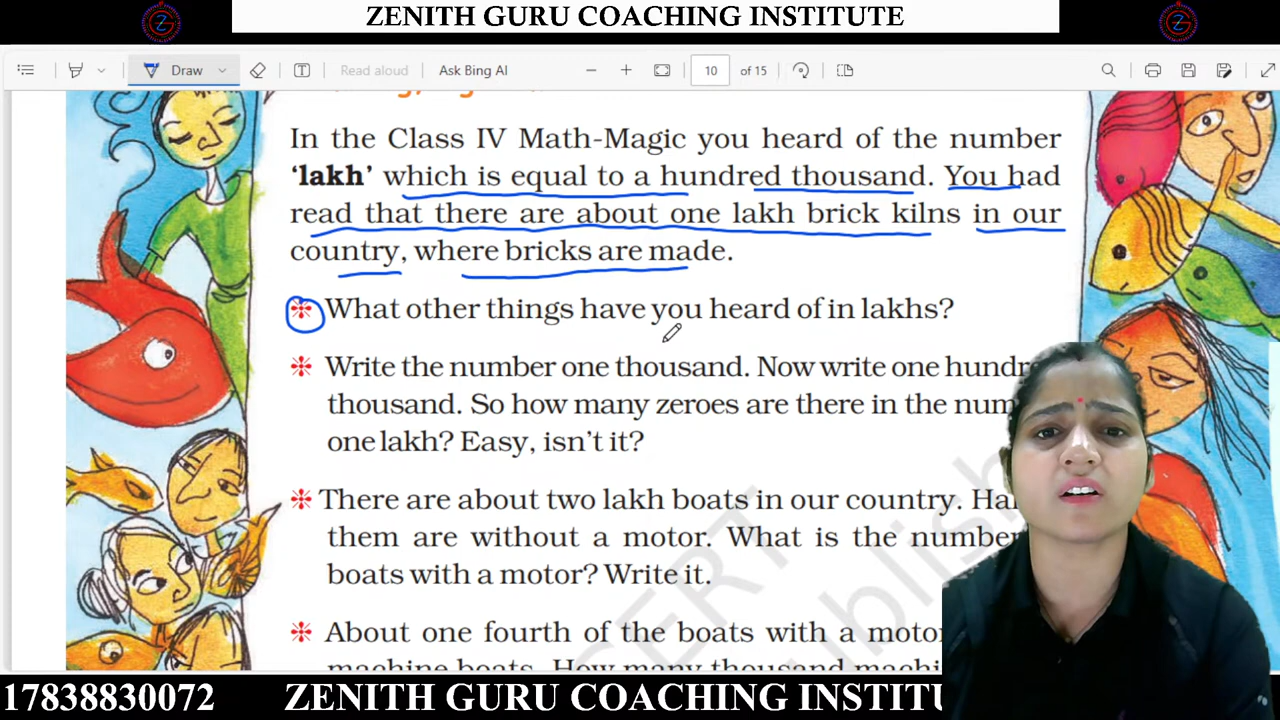 ZENITH GURU COACHING INSTITUTE
Draw
Read aloud
Ask Bing AI
10
of 15
In the Class IV Math-Magic you heard of the number
‘lakh’ which is equal to a hundred thousand. You had
read that there are about one lakh brick kilns in our
country, where bricks are made.
What other things have you heard of in lakhs?
Write the number one thousand. Now write one hundr
thousand. So how many zeroes are there in the num
one lakh? Easy, isn’t it?
There are about two lakh boats in our country. Ha
them are without a motor. What is the number
boats with a motor? Write it.
About one fourth of the boats with a motor
machine boats. How many thousand machi
17838830072
ZENITH GURU COACHING INSTITU